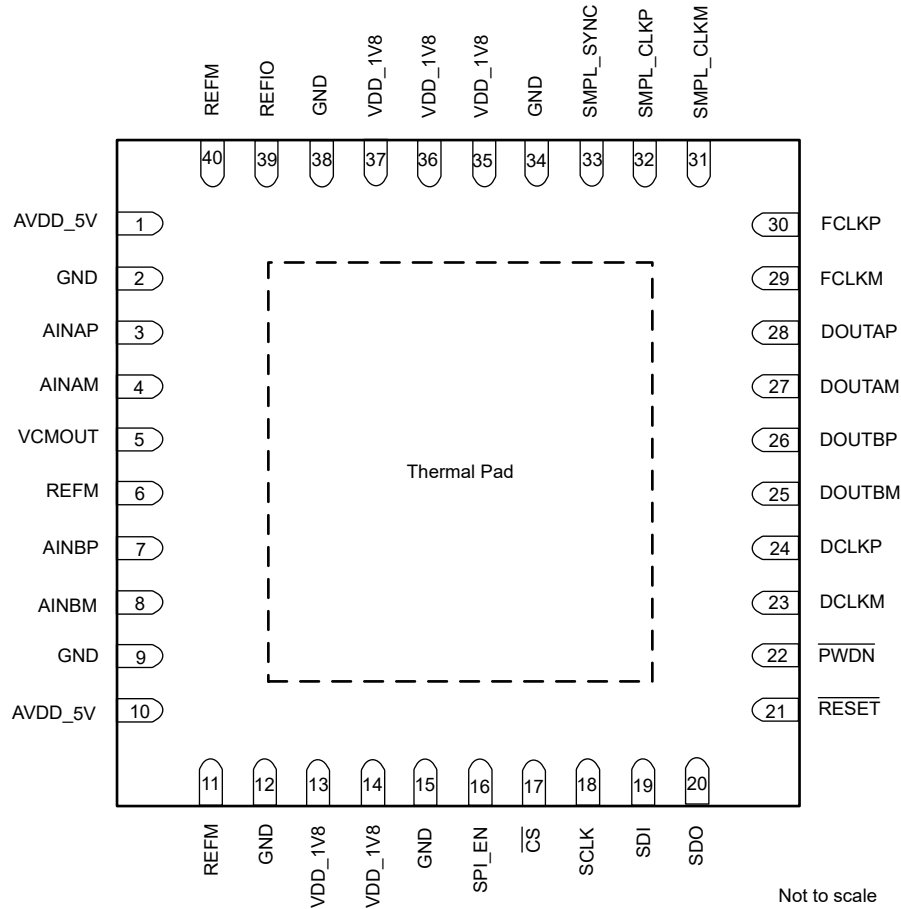 REFM
REFIO
GND
VDD_1V8
VDD_1V8
VDD_1V8
GND
SMPL_SYNC
SMPL_CLKP
SMPL_CLKM
40
39
38
37
36
35
34
33
32
31
AVDD_5V 1
GND 2
AINAP 3
AINAM 4
VCMOUT 5
REFM 6
AINBP 7
AINBM 8
GND 9
AVDD_5V 10
Thermal Pad
30 FCLKP
29 FCLKM
28 DOUTAP
27 DOUTAM
26 DOUTBP
25 DOUTBM
24 DCLKP
23 DCLKM
22 PWDN
21 RESET
11
12
13
14
15
16
17
18
19
20
REFM
GND
VDD_1V8
VDD_1V8
GND
SPI_EN
CS
SCLK
SDI
SDO
Not to scale